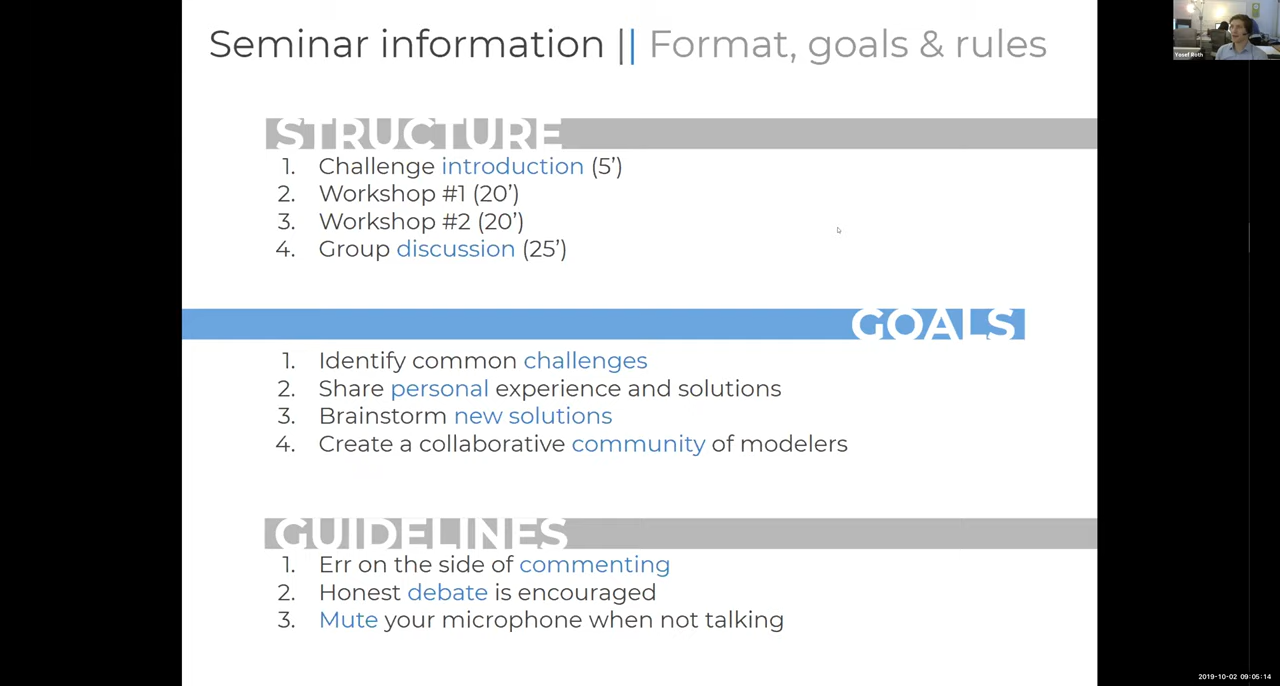 Seminar information || Format, goals & rules
Yosef Roth
STRUCTURE
1. Challenge introduction (5’)
2. Workshop #1 (20’)
3. Workshop #2 (20’)
4. Group discussion (25’)
GOALS
1. Identify common challenges
2. Share personal experience and solutions
3. Brainstorm new solutions
4. Create a collaborative community of modelers
GUIDELINES
1. Err on the side of commenting
2. Honest debate is encouraged
3. Mute your microphone when not talking
2019-10-02 09:05:14